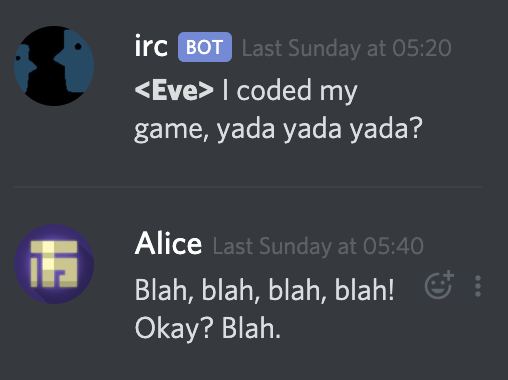 irc BOT Last Sunday at 05:20
<Eve> I coded my
game, yada yada yada?
Alice Last Sunday at 05:40
Blah, blah, blah, blah!
Okay? Blah.